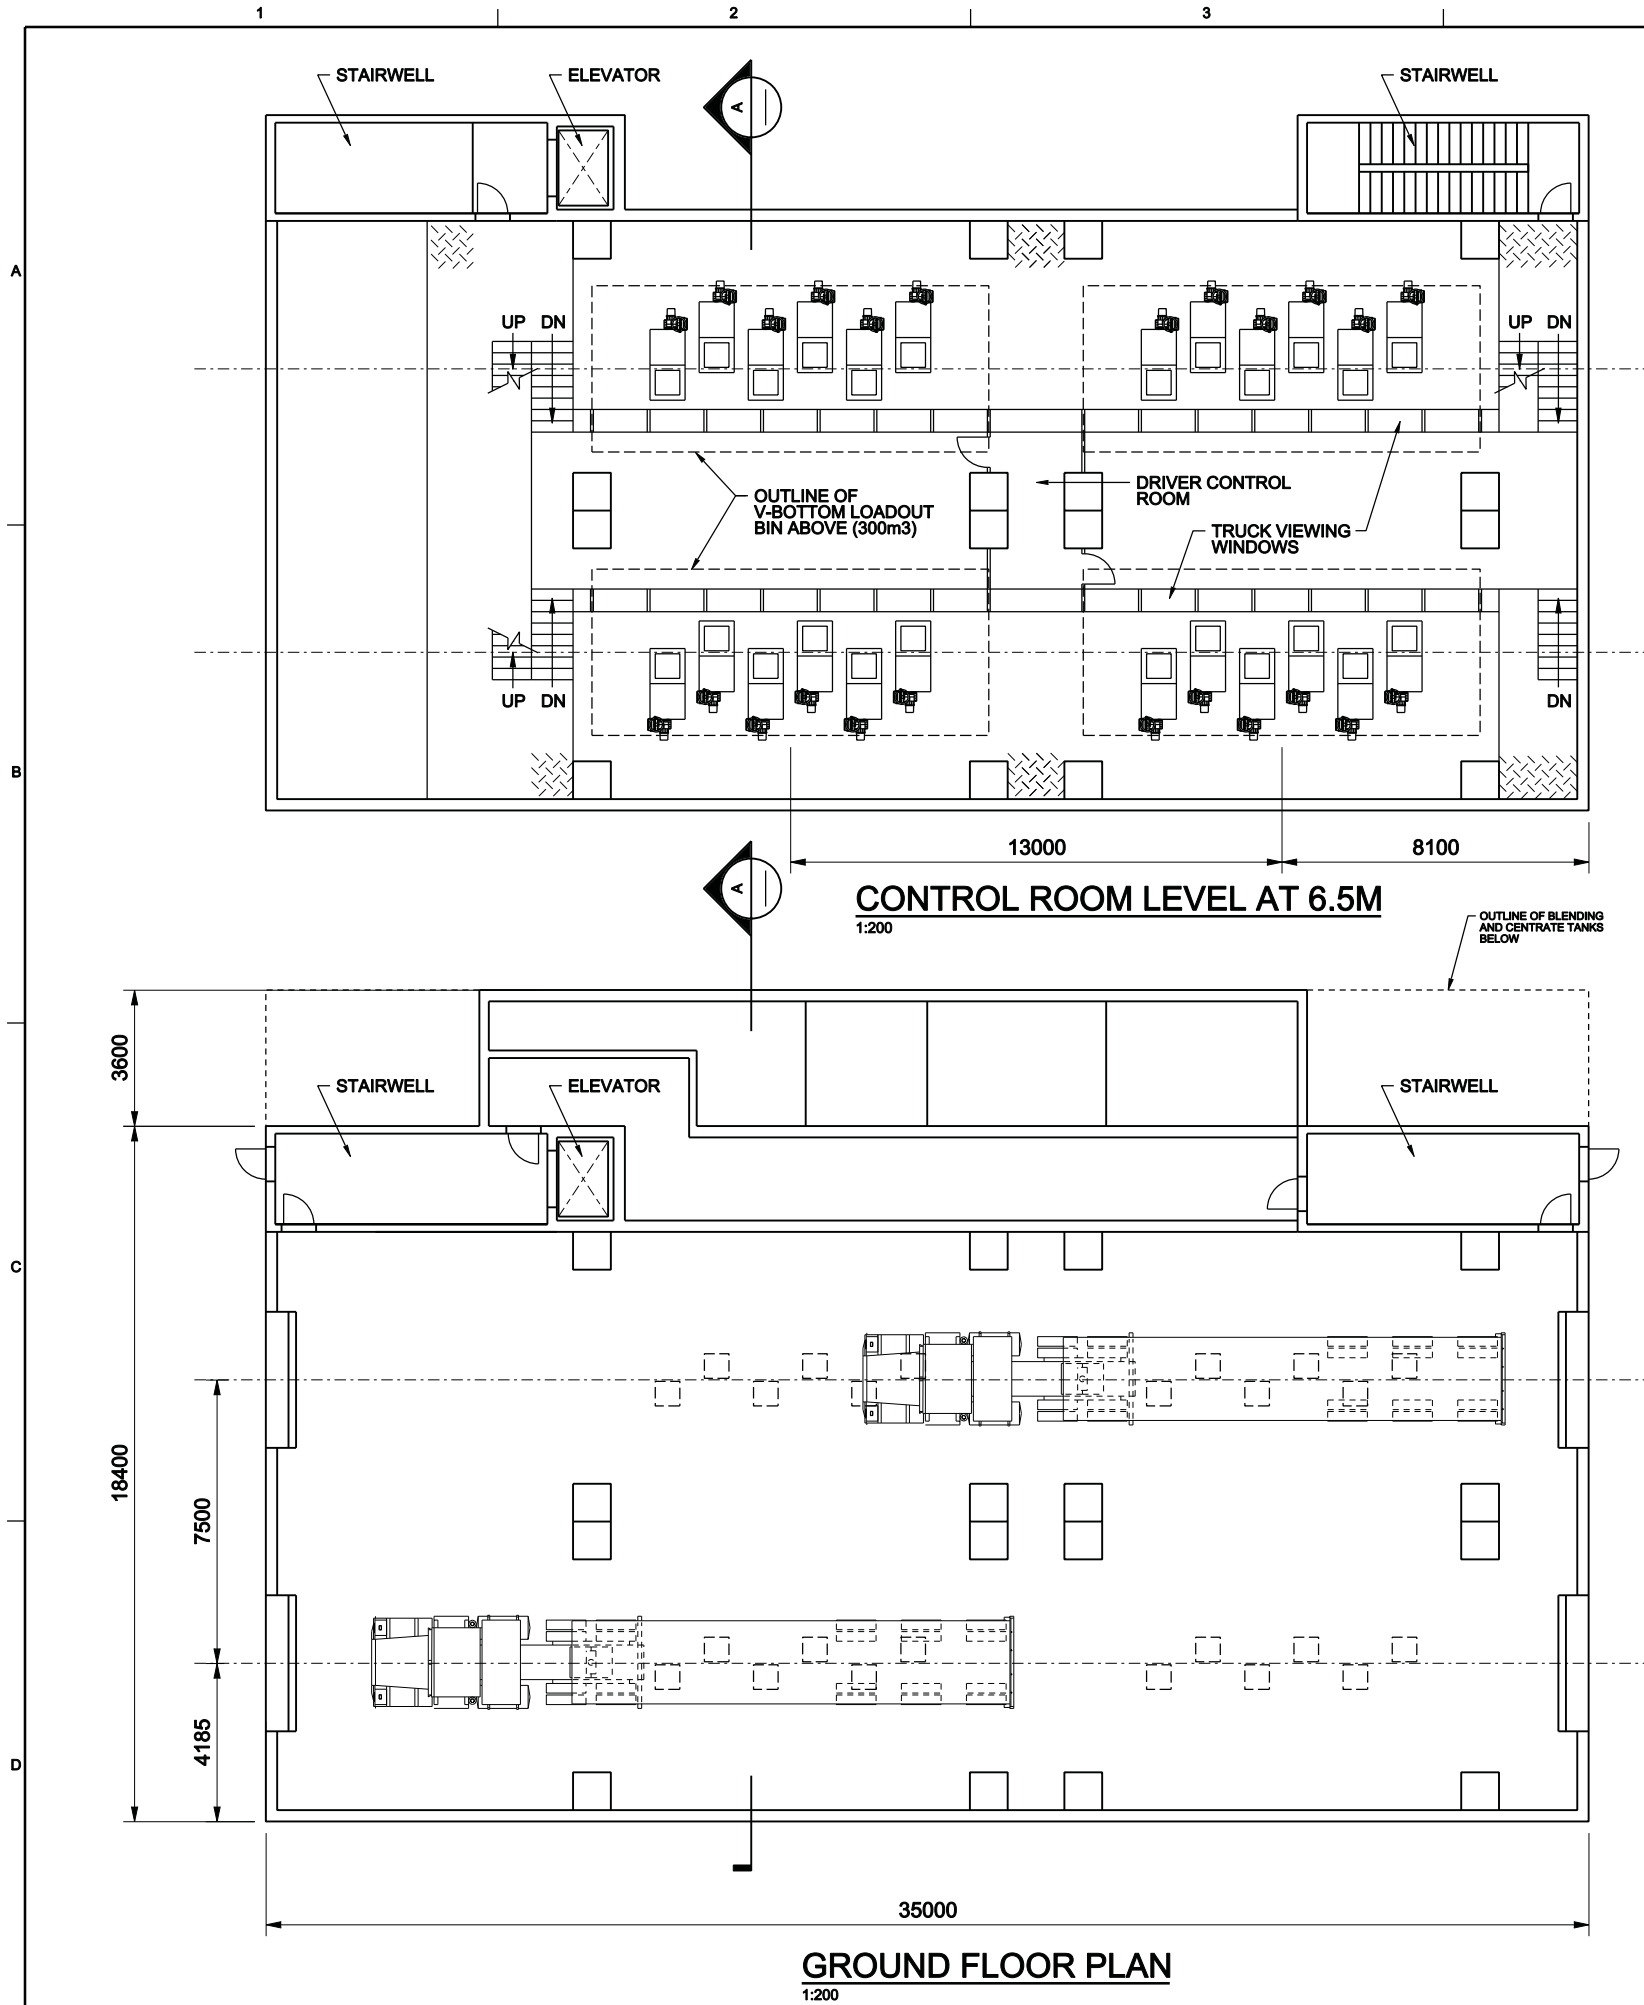 1 2 3
STAIRWELL ELEVATOR STAIRWELL
A
A
UP DN UP DN
DRIVER CONTROL
ROOM
OUTLINE OF
V-BOTTOM LOADOUT
BIN ABOVE (300m3)
TRUCK VIEWING
WINDOWS
UP DN DN
B
13000 8100
A
CONTROL ROOM LEVEL AT 6.5M
1:200
OUTLINE OF BLENDING
AND CENTRATE TANKS
BELOW
3600
STAIRWELL ELEVATOR STAIRWELL
C
18400
7500
4185
D
35000
GROUND FLOOR PLAN
1:200